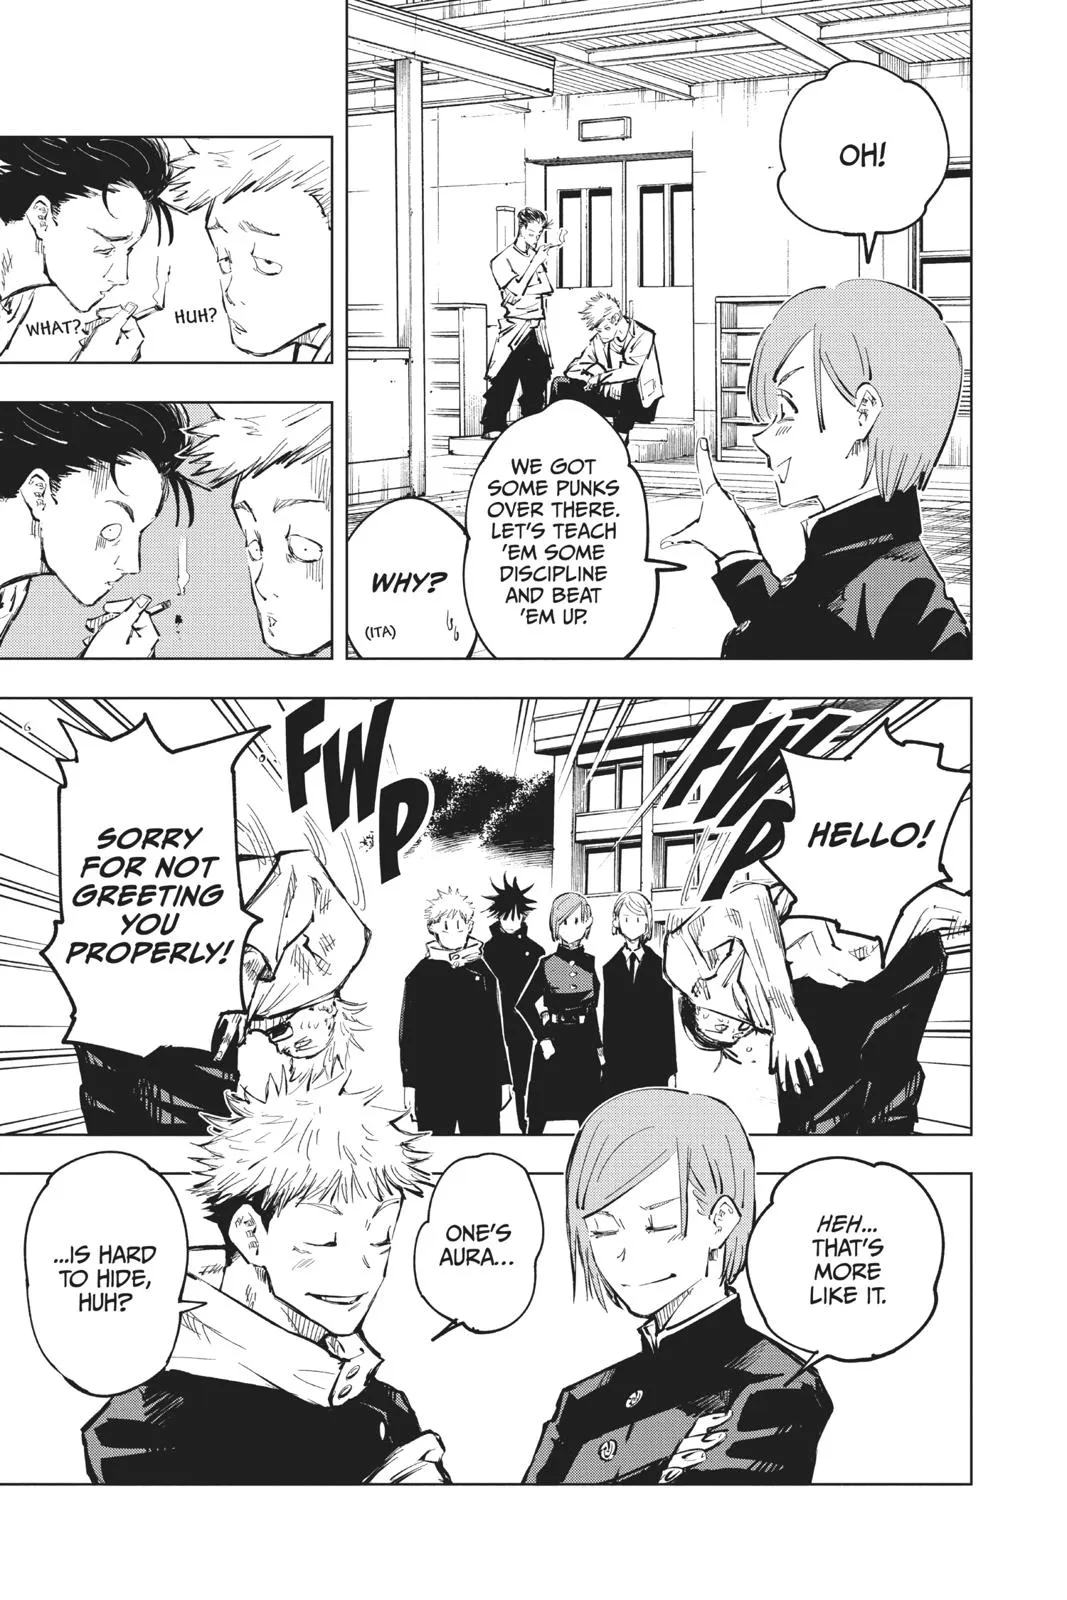 OH!
WE GOT
SOME PUNKS
OVER THERE.
LET'S TEACH
'EM SOME
DISCIPLINE
AND BEAT
'EM UP.
WHY?
(ITA)
HUH?
WHAT?
HELLO!
FWP
FWP
SORRY
FOR NOT
GREETING
YOU
PROPERLY!
HEH...
THAT'S
MORE
LIKE IT.
ONE'S
AURA...
...IS HARD
TO HIDE,
HUH?